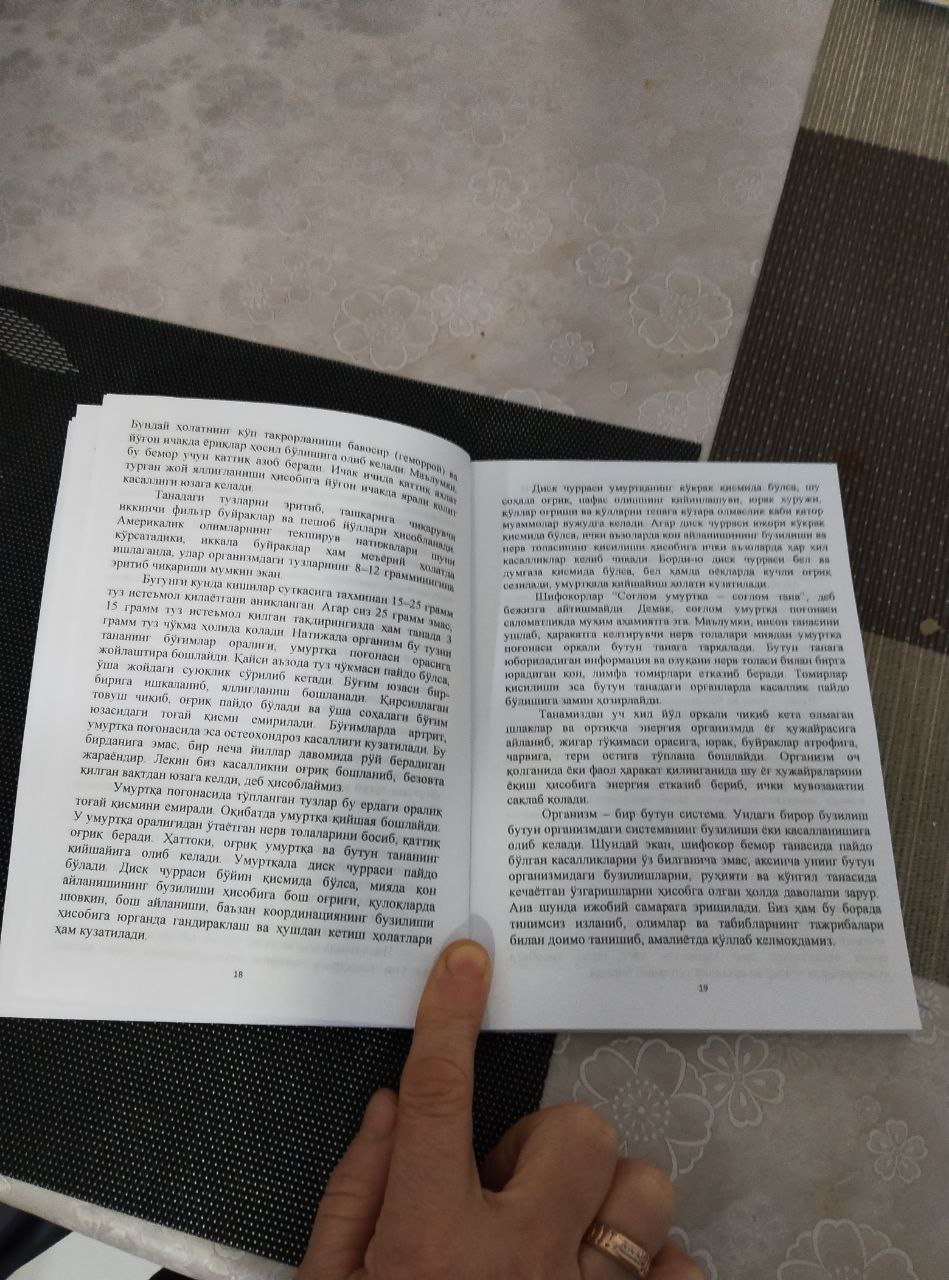 Бундай ҳолатнинг кўп такрорланиши бавосир (геморрой) ва
йўғон ичакда ёриқлар ҳосил бўлишига олиб келади. Маълумки,
бу бемор учун қаттиқ азоб беради. Ичак ичида қаттиқ ахлат
турган жой яллиғланиши ҳисобига йўғон ичакда ярали колит
касаллиги юзага келади.
Танадаги тузларни эритиб, ташқарига чиқарувчи
иккинчи фильтр буйраклар ва пешоб йўллари ҳисобланади.
Америкалик олимларнинг текширув натижалари шуни
кўрсатадики, иккала буйраклар ҳам меъёрий ҳолатда
ишлаганда, улар организмдаги тузларнинг 8–12 граммининг
эритиб чиқариши мумкин экан.
Бугунги кунда кишилар суткасига тахминан 15–25 грамм
туз истеъмол қилаётгани аниқланган. Агар сиз 25 грамм эмас,
15 грамм туз истеъмол қилган тақдирингизда ҳам танада 3
грамм туз чўкма ҳолида қолади. Натижада организм бу тузни
тананинг бўғимлар оралиғи, умуртқа поғонаси орасига
жойлаштира бошлайди. Қайси аъзода туз чўкмаси пайдо бўлса,
ўша жойдаги суюқлик сўрилиб кетади. Бўғим юзаси бир-
бирига ишқаланиб, яллиғланиш бошланади. Қирсиллаган
товуш чиқиб, оғриқ пайдо бўлади ва ўша соҳадаги бўғим
юзасидаги тоғай қисми емирилади. Бўғимларда артрит,
умуртқа поғонасида эса остеохондроз касаллиги кузатилади. Бу
бирданига эмас, бир неча йиллар давомида рўй берадиган
жараёндир. Лекин биз касалликни оғриқ бошланиб, безовта
қилган вақтдан юзага келди, деб ҳисоблаймиз.
Умуртқа поғонасида тўпланган тузлар бу ердаги оралиқ
тоғай қисмини емиради. Оқибатда умуртқа қийшая бошлайди.
У умуртқа оралиғидан ўтаётган нерв толаларини босиб, қаттиқ
оғриқ беради. Ҳаттоки, оғриқ умуртқа ва бутун тананинг
қийшайига олиб келади. Умуртқада диск чурраси пайдо
бўлади. Диск чурраси бўйин қисмида бўлса, мияда қон
айланишининг бузилиши ҳисобига бош оғриғи, қулоқларда
шовқин, бош айланиши, баъзан координациянинг бузилиши
ҳисобига юрганда гандираклаш ва ҳушдан кетиш ҳолатлари
ҳам кузатилади.
18
Диск чурраси умуртқанинг кўкрак қисмида бўлса, шу
соҳада оғриқ, нафас олишнинг қийинлашуви, юрак хуружи,
қўллар оғриши ва қўлларни тепага кўтара олмаслик каби қатор
муаммолар вужудга келади. Агар диск чурраси юқори кўкрак
қисмида бўлса, ички аъзоларда қон айланишининг бузилиши ва
нерв толасининг қисилиши ҳисобига ички аъзоларда ҳар хил
касалликлар келиб чиқади. Борди-ю диск чурраси бел ва
думғаза қисмида бўлса, бел ҳамда оёқларда кучли оғриқ
сезилади, умуртқада қийшайиш ҳолати кузатилади.
Шифокорлар “Соғлом умуртқа – соғлом тана”, деб
бежизга айтишмайди. Демак, соғлом умуртқа поғонаси
саломатликда муҳим аҳамиятга эга. Маълумки, инсон танасини
ушлаб, ҳаракатга келтирувчи нерв толалари миядан умуртқа
поғонаси орқали бутун танага тарқалади. Бутун танага
юбориладиган информация ва озуқани нерв толаси билан бирга
юрадиган қон, лимфа томирлари етказиб беради. Томирлар
қисилиши эса бутун танадаги органларда касаллик пайдо
бўлишига замин ҳозирлайди.
Танамиздан уч хил йўл орқали чиқиб кета олмаган
шлаклар ва ортиқча энергия организмда ёғ ҳужайрасига
айланиб, жигар тўқимаси орасига, юрак, буйраклар атрофига,
чарвига, тери остига тўплана бошлайди. Организм оч
қолганида ёки фаол ҳаракат қилинганида шу ёғ ҳужайраларини
ёқиш ҳисобига энергия етказиб бериб, ички мувозанатни
сақлаб қолади.
Организм – бир бутун система. Ундаги бирор бузилиш
бутун организмдаги системанинг бузилиши ёки касалланишига
олиб келади. Шундай экан, шифокор бемор танасида пайдо
бўлган касалликларни ўз билганича эмас, аксинча унинг бутун
организмидаги бузилишларни, руҳияти ва кўнгил танасида
кечаётган ўзгаришларни ҳисобга олган ҳолда даволаши зарур.
Ана шунда ижобий самарага эришилади. Биз ҳам бу борада
тинимсиз изланиб, олимлар ва табибларнинг тажрибалари
билан доимо танишиб, амалиётда қўллаб келмоқдамиз.
19